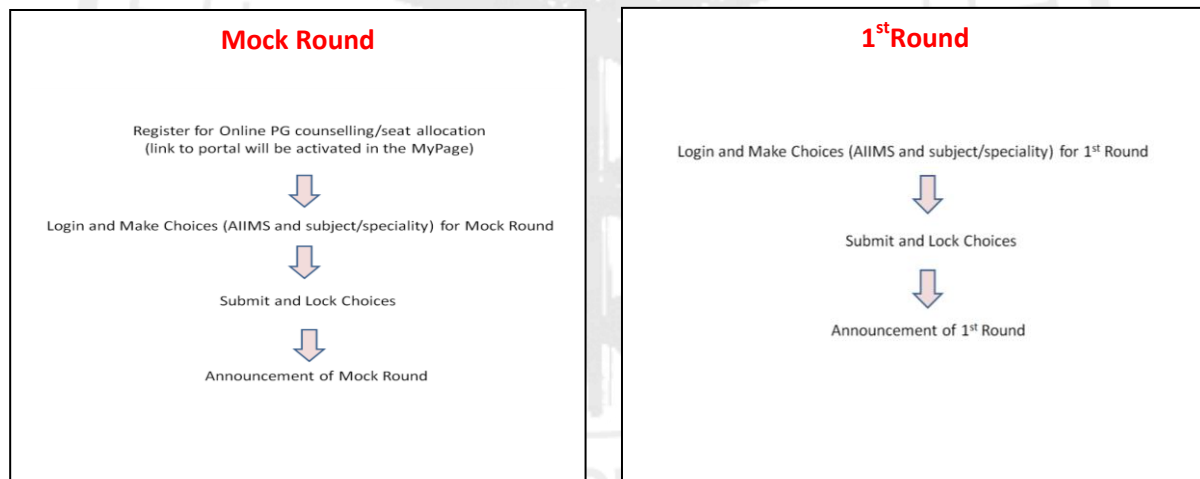 Mock Round
Register for Online PG counselling/seat allocation
(link to portal will be activated in the MyPage)
Login and Make Choices (AIIMS and subject/speciality) for Mock Round
Submit and Lock Choices
Announcement of Mock Round
1stRound
Login and Make Choices (AIIMS and subject/speciality) for 1st Round
Submit and Lock Choices
Announcement of 1st Round